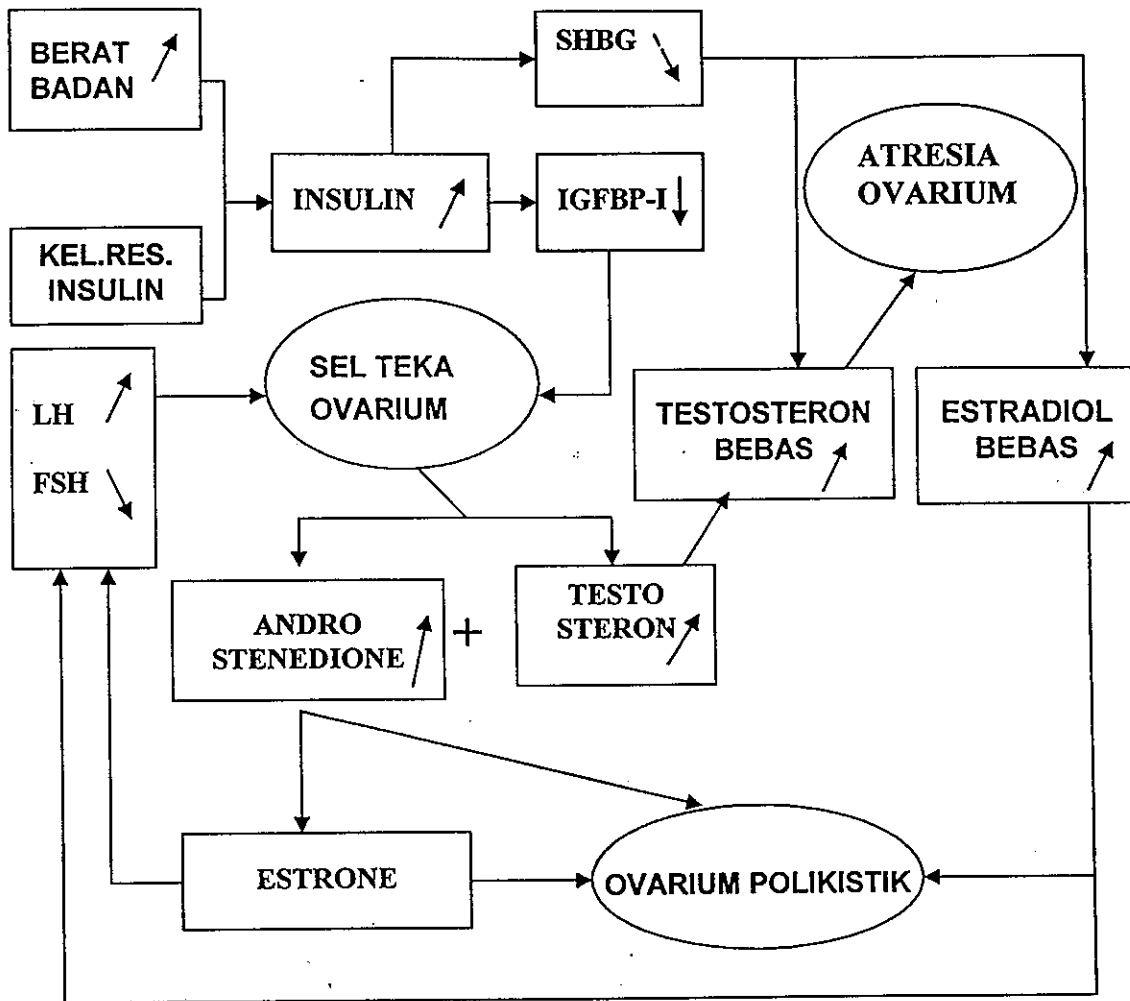 BERAT
BADAN
SHBG
ATRESIA
OVARIUM
INSULIN
IGFBP-I
KEL.RES.
INSULIN
SEL TEKA
OVARIUM
LH
FSH
TESTOSTERON
BEBAS
ESTRADIOL
BEBAS
ANDRO
STENEDIONE
+
TESTO
STERON
ESTRONE
OVARIUM POLIKISTIK